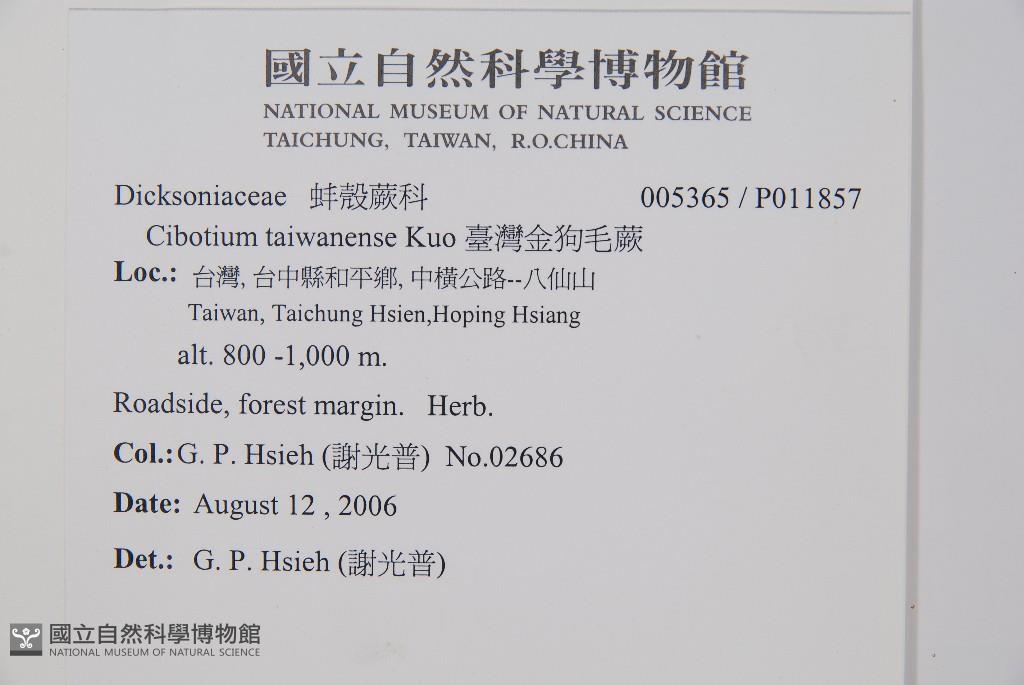 國立自然科學博物館
NATIONAL MUSEUM OF NATURAL SCIENCE
TAICHUNG, TAIWAN, R.O.CHINA
Dicksoniaceae 蚌殼蕨科 005365 / P011857
Cibotium taiwanense Kuo 臺灣金狗毛蕨
Loc.: 台灣, 台中縣和平鄉, 中橫公路--八仙山
Taiwan, Taichung Hsien,Hoping Hsiang
alt. 800 -1,000 m.
Roadside, forest margin. Herb.
Col.: G. P. Hsieh (謝光普) No.02686
Date: August 12 , 2006
Det.: G. P. Hsieh (謝光普)
國立自然科學博物館
NATIONAL MUSEUM OF NATURAL SCIENCE